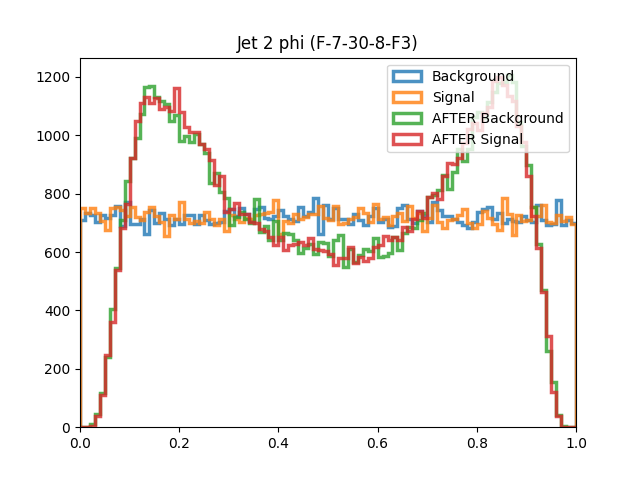 Jet 2 phi (F-7-30-8-F3)
Background
Signal
AFTER Background
AFTER Signal
1200
1000
800
600
400
200
0
0.0 0.2 0.4 0.6 0.8 1.0